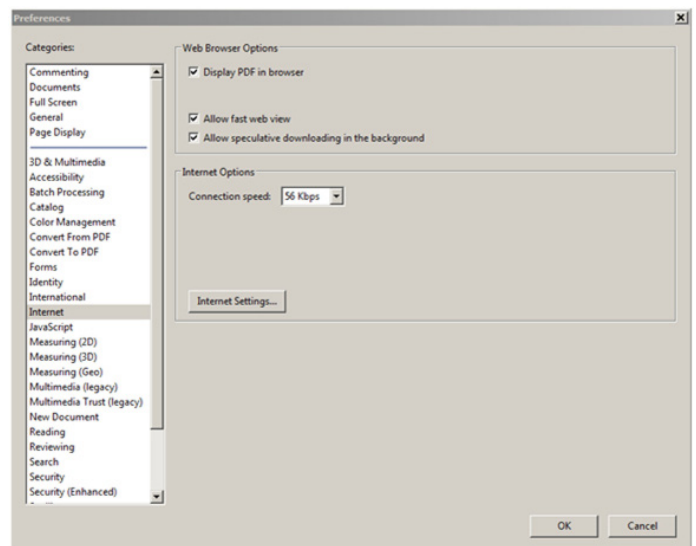 Preferences
Categories:
Commenting
Documents
Full Screen
General
Page Display
3D & Multimedia
Accessibility
Batch Processing
Catalog
Color Management
Convert From PDF
Convert To PDF
Forms
Identity
International
Internet
JavaScript
Measuring (2D)
Measuring (3D)
Measuring (Geo)
Multimedia (legacy)
Multimedia Trust (legacy)
New Document
Reading
Reviewing
Search
Security
Security (Enhanced)
Web Browser Options
Display PDF in browser
Allow fast web view
Allow speculative downloading in the background
Internet Options
Connection speed: 56 Kbps
Internet Settings...
OK Cancel